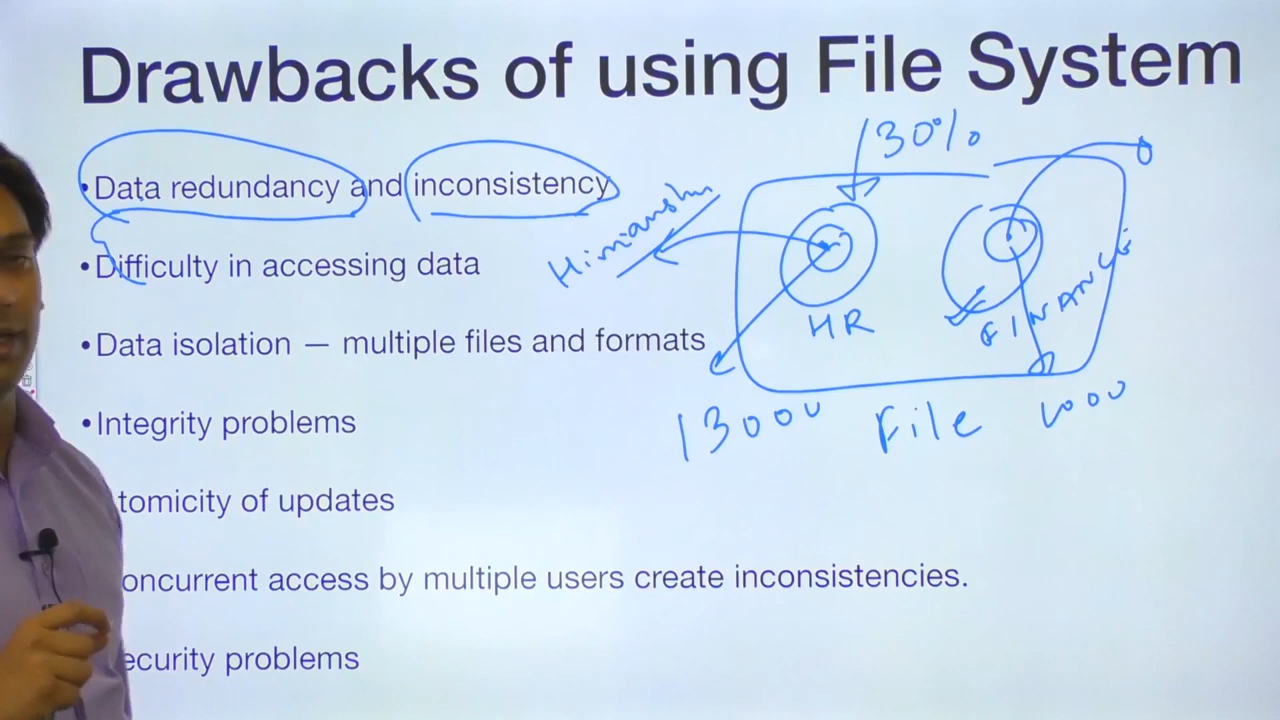 Drawbacks of using File System
• Data redundancy and inconsistency
• Difficulty in accessing data
• Data isolation — multiple files and formats
• Integrity problems
tomicity of updates
oncurrent access by multiple users create inconsistencies.
ecurity problems
30%
Himanshu
HR
FINANCE
13000
File
1000